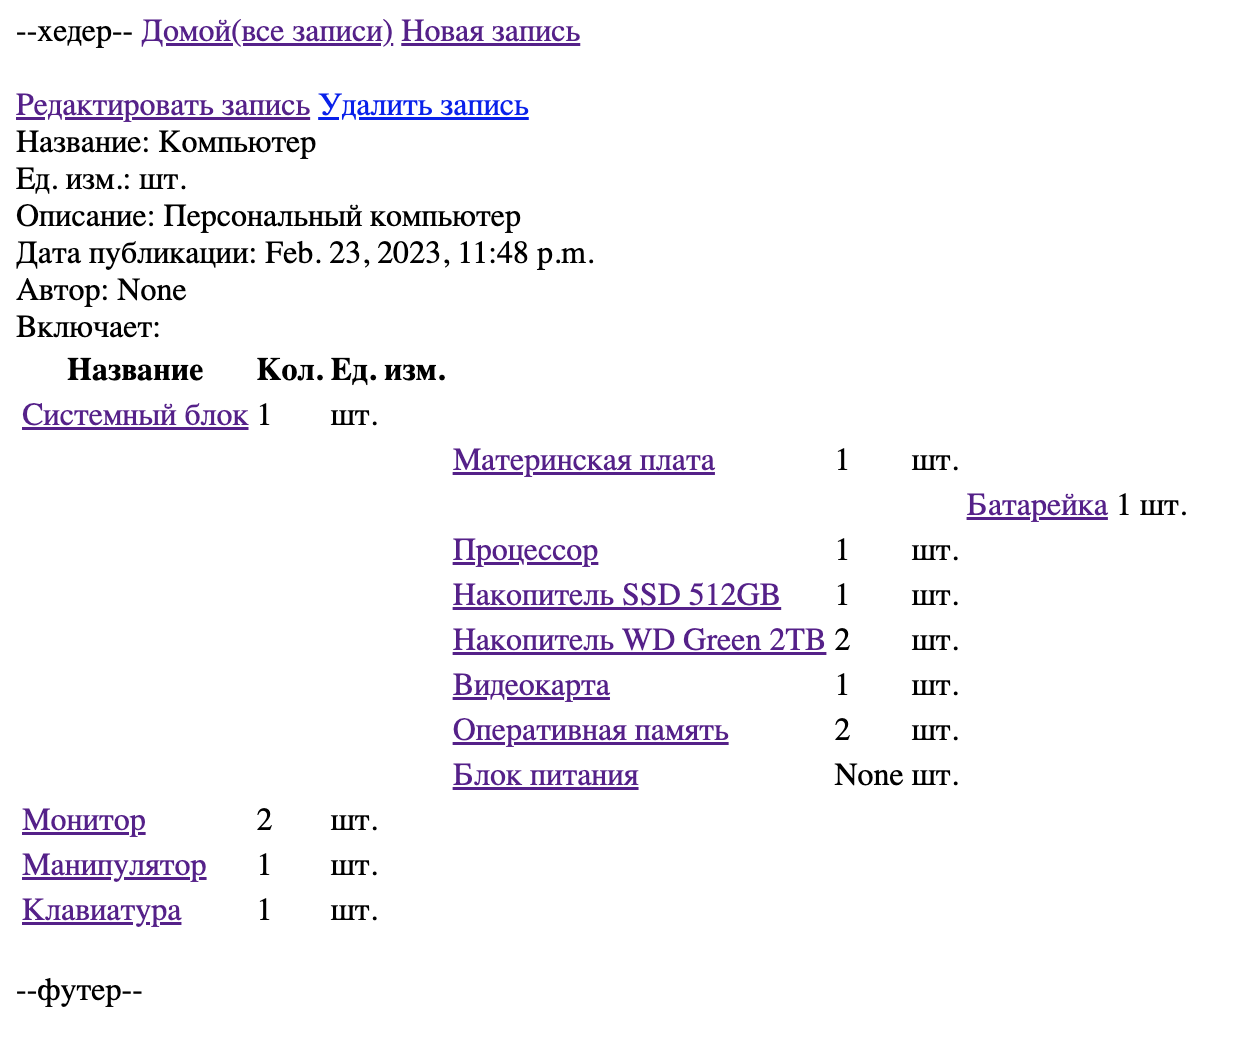 --хедер-- Домой(все записи) Новая запись
Редактировать запись Удалить запись
Название: Компьютер
Ед. изм.: шт.
Описание: Персональный компьютер
Дата публикации: Feb. 23, 2023, 11:48 p.m.
Автор: None
Включает:
Название Кол. Ед. изм.
Системный блок 1 шт.
Материнская плата 1 шт.
Батарейка 1 шт.
Процессор 1 шт.
Накопитель SSD 512GB 1 шт.
Накопитель WD Green 2TB 2 шт.
Видеокарта 1 шт.
Оперативная память 2 шт.
Блок питания None шт.
Монитор 2 шт.
Манипулятор 1 шт.
Клавиатура 1 шт.
--футер--